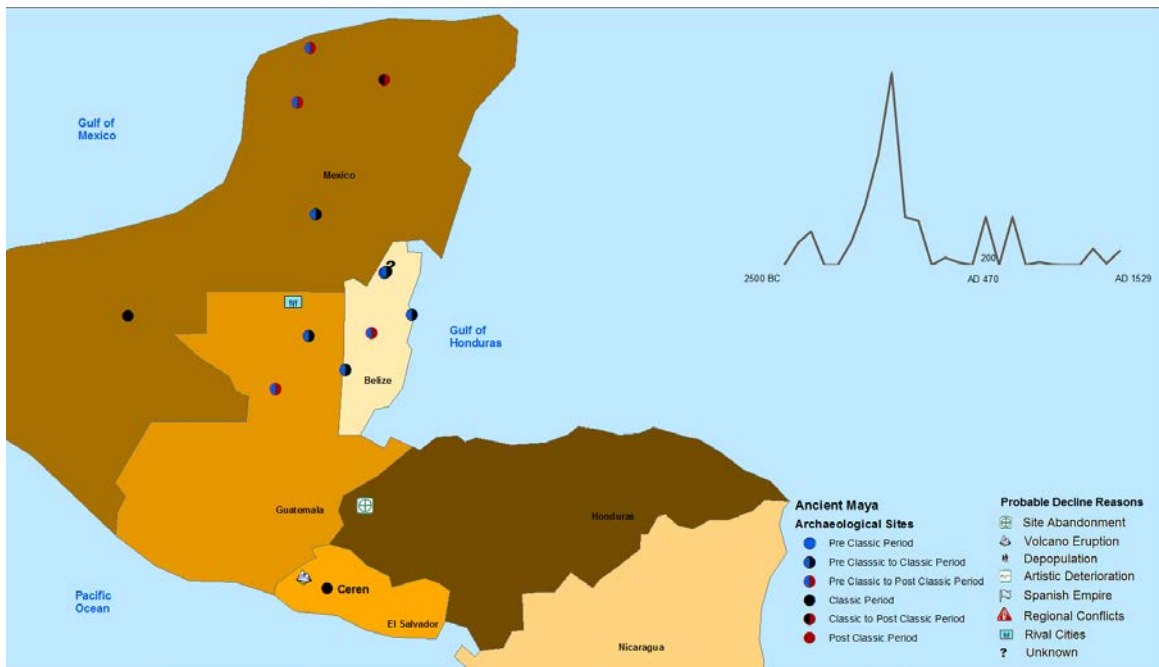 Gulf of
Mexico
Mexico
200
2500 BC
AD 470
AD 1529
?
Gulf of
Honduras
Belize
Guatemala
Honduras
Ceren
Pacific
Ocean
El Salvador
Nicaragua
Ancient Maya
Archaeological Sites
Pre Classic Period
Pre Classsic to Classic Period
Pre Classic to Post Classic Period
Classic Period
Classic to Post Classic Period
Post Classic Period
Probable Decline Reasons
Site Abandonment
Volcano Eruption
Depopulation
Artistic Deterioration
Spanish Empire
Regional Conflicts
Rival Cities
? Unknown